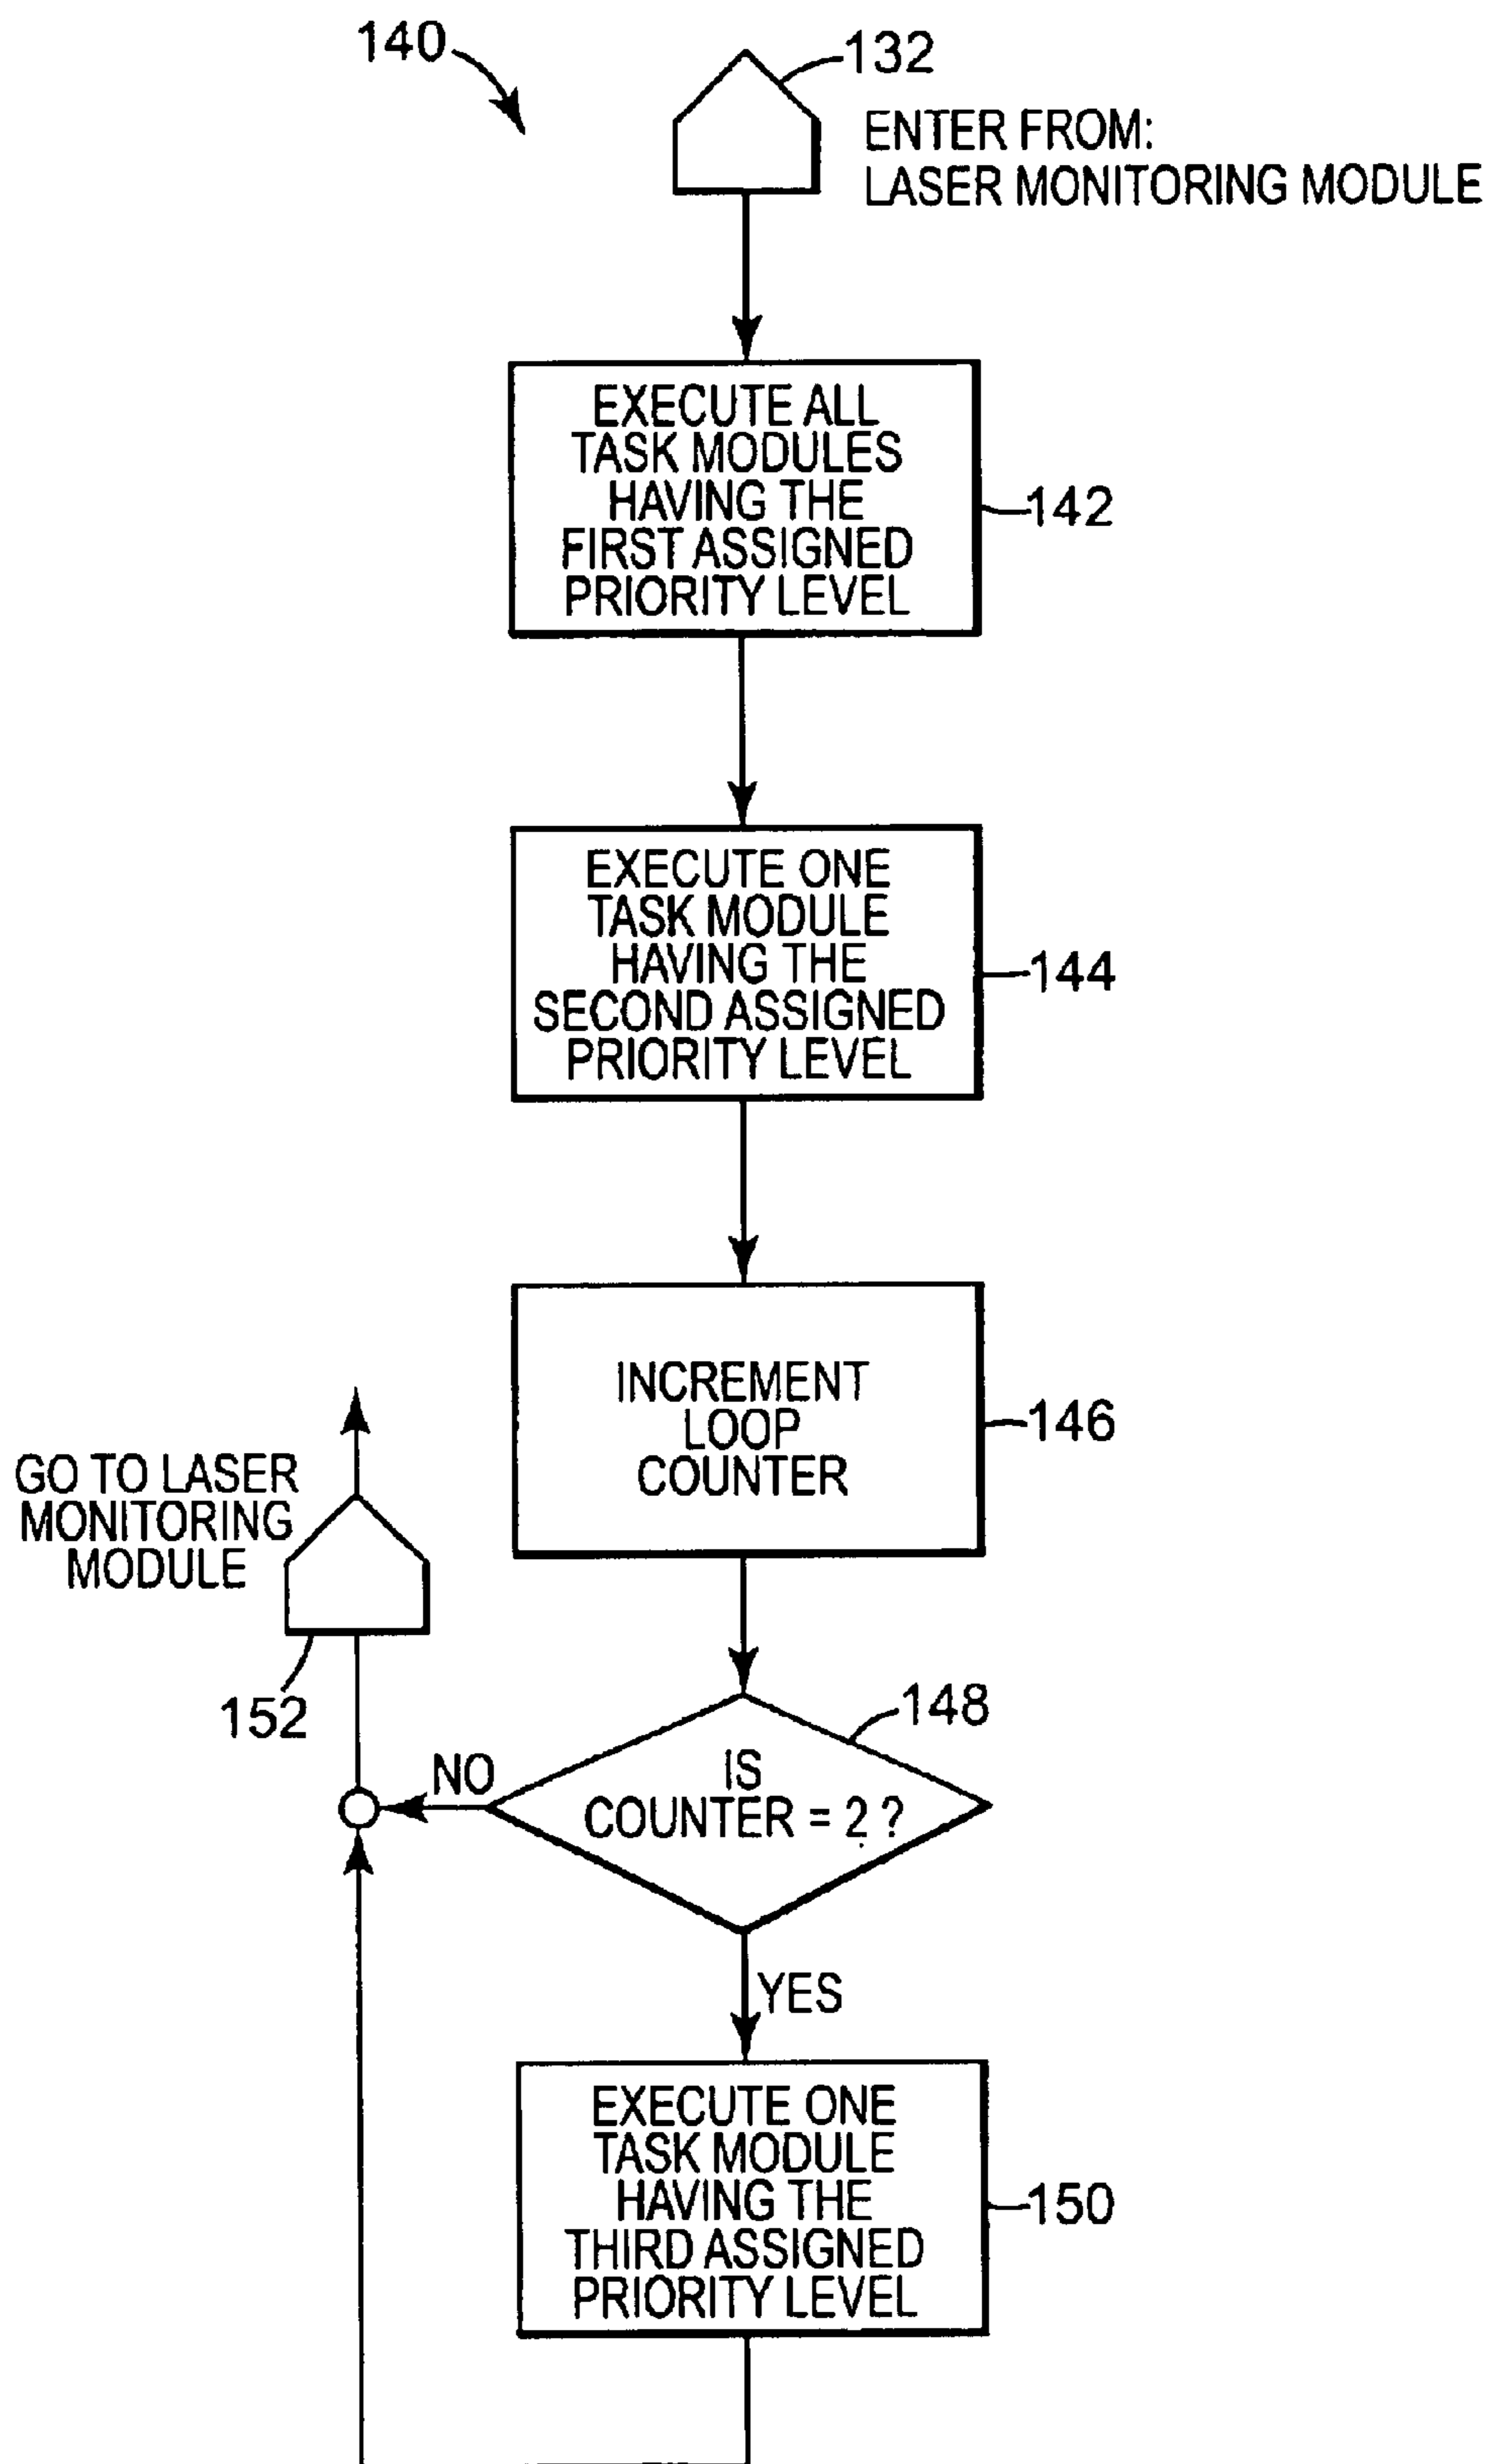 140
132
ENTER FROM:
LASER MONITORING MODULE
EXECUTE ALL
TASK MODULES
HAVING THE
FIRST ASSIGNED
PRIORITY LEVEL
142
EXECUTE ONE
TASK MODULE
HAVING THE
SECOND ASSIGNED
PRIORITY LEVEL
144
INCREMENT
LOOP
COUNTER
146
GO TO LASER
MONITORING
MODULE
152
148
NO
IS
COUNTER = 2 ?
YES
EXECUTE ONE
TASK MODULE
HAVING THE
THIRD ASSIGNED
PRIORITY LEVEL
150